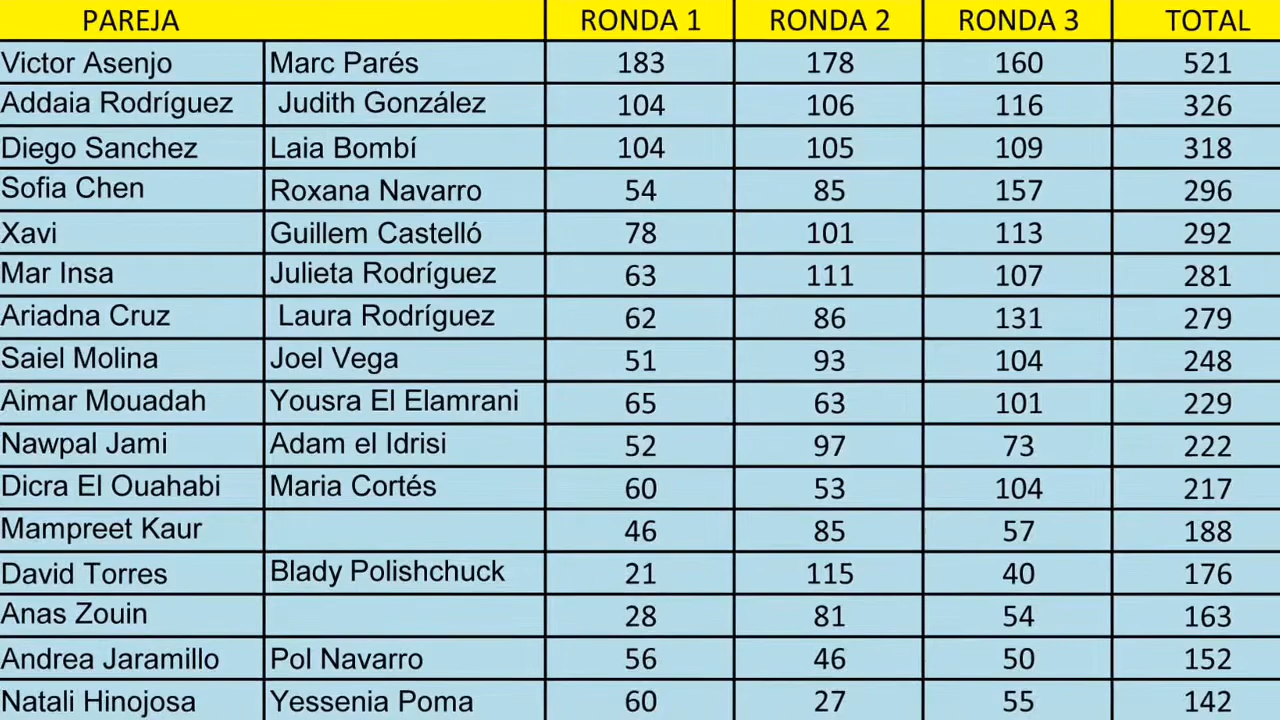 PAREJA RONDA 1 RONDA 2 RONDA 3 TOTAL
Victor Asenjo Marc Parés 183 178 160 521
Addaia Rodríguez Judith González 104 106 116 326
Diego Sanchez Laia Bombí 104 105 109 318
Sofia Chen Roxana Navarro 54 85 157 296
Xavi Guillem Castelló 78 101 113 292
Mar Insa Julieta Rodríguez 63 111 107 281
Ariadna Cruz Laura Rodríguez 62 86 131 279
Saiel Molina Joel Vega 51 93 104 248
Aimar Mouadah Yousra El Elamrani 65 63 101 229
Nawpal Jami Adam el Idrisi 52 97 73 222
Dicra El Ouahabi Maria Cortés 60 53 104 217
Mampreet Kaur 46 85 57 188
David Torres Blady Polishchuck 21 115 40 176
Anas Zouin 28 81 54 163
Andrea Jaramillo Pol Navarro 56 46 50 152
Natali Hinojosa Yessenia Poma 60 27 55 142